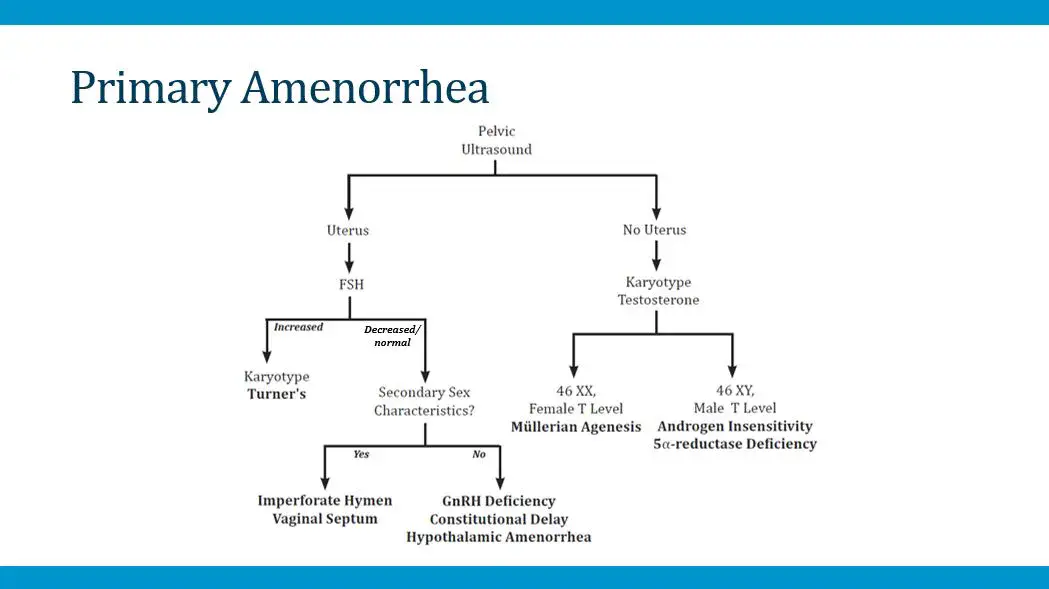 Primary Amenorrhea
Pelvic
Ultrasound
Uterus
No Uterus
FSH
Karyotype
Testosterone
Increased
Decreased/
normal
Karyotype
Turner's
Secondary Sex
Characteristics?
46 XX,
Female T Level
Müllerian Agenesis
46 XY,
Male T Level
Androgen Insensitivity
5α-reductase Deficiency
Yes
No
Imperforate Hymen
Vaginal Septum
GnRH Deficiency
Constitutional Delay
Hypothalamic Amenorrhea